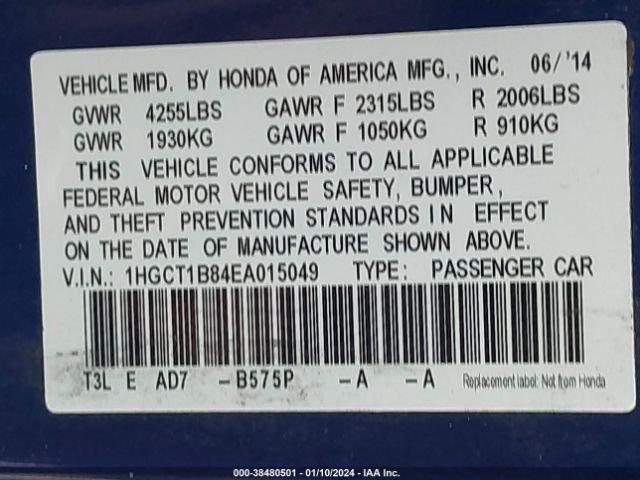 VEHICLE MFD. BY HONDA OF AMERICA MFG., INC. 06/'14
GVWR 4255LBS GAWR F 2315LBS R 2006LBS
GVWR 1930KG GAWR F 1050KG R 910KG
THIS VEHICLE CONFORMS TO ALL APPLICABLE
FEDERAL MOTOR VEHICLE SAFETY, BUMPER,
AND THEFT PREVENTION STANDARDS IN EFFECT
ON THE DATE OF MANUFACTURE SHOWN ABOVE.
V.I.N.: 1HGCT1B84EA015049 TYPE: PASSENGER CAR
T3L E AD7 -B575P -A -A Replacement label: Not from Honda
000-38480501 - 01/10/2024 - IAA Inc.